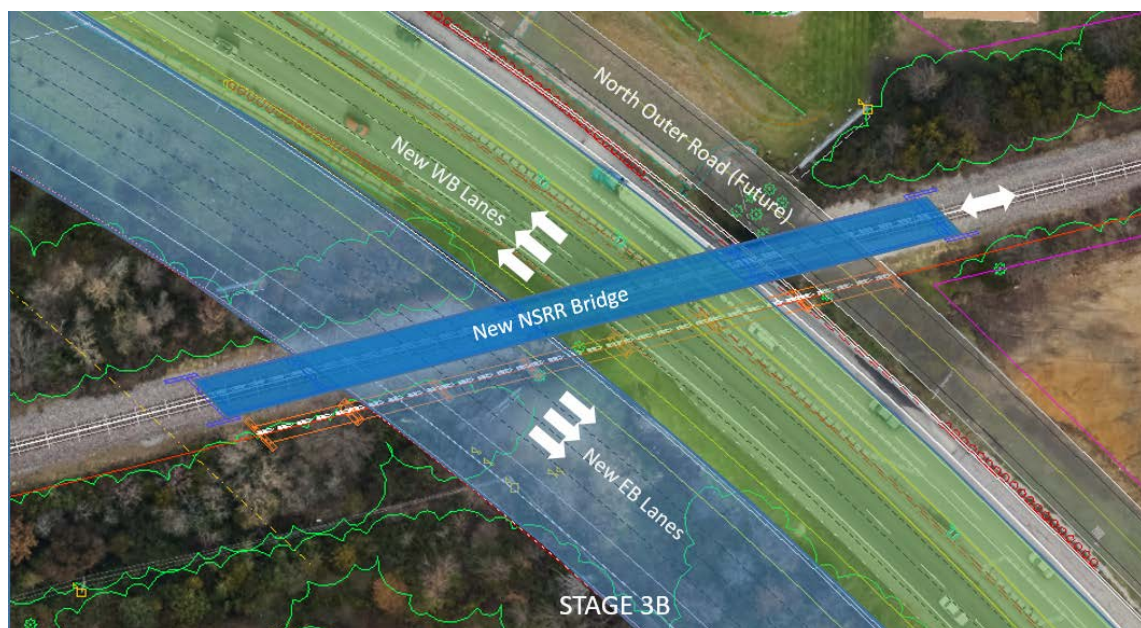 North Outer Road (Future)
New WB Lanes
New NSRR Bridge
New EB Lanes
STAGE 3B